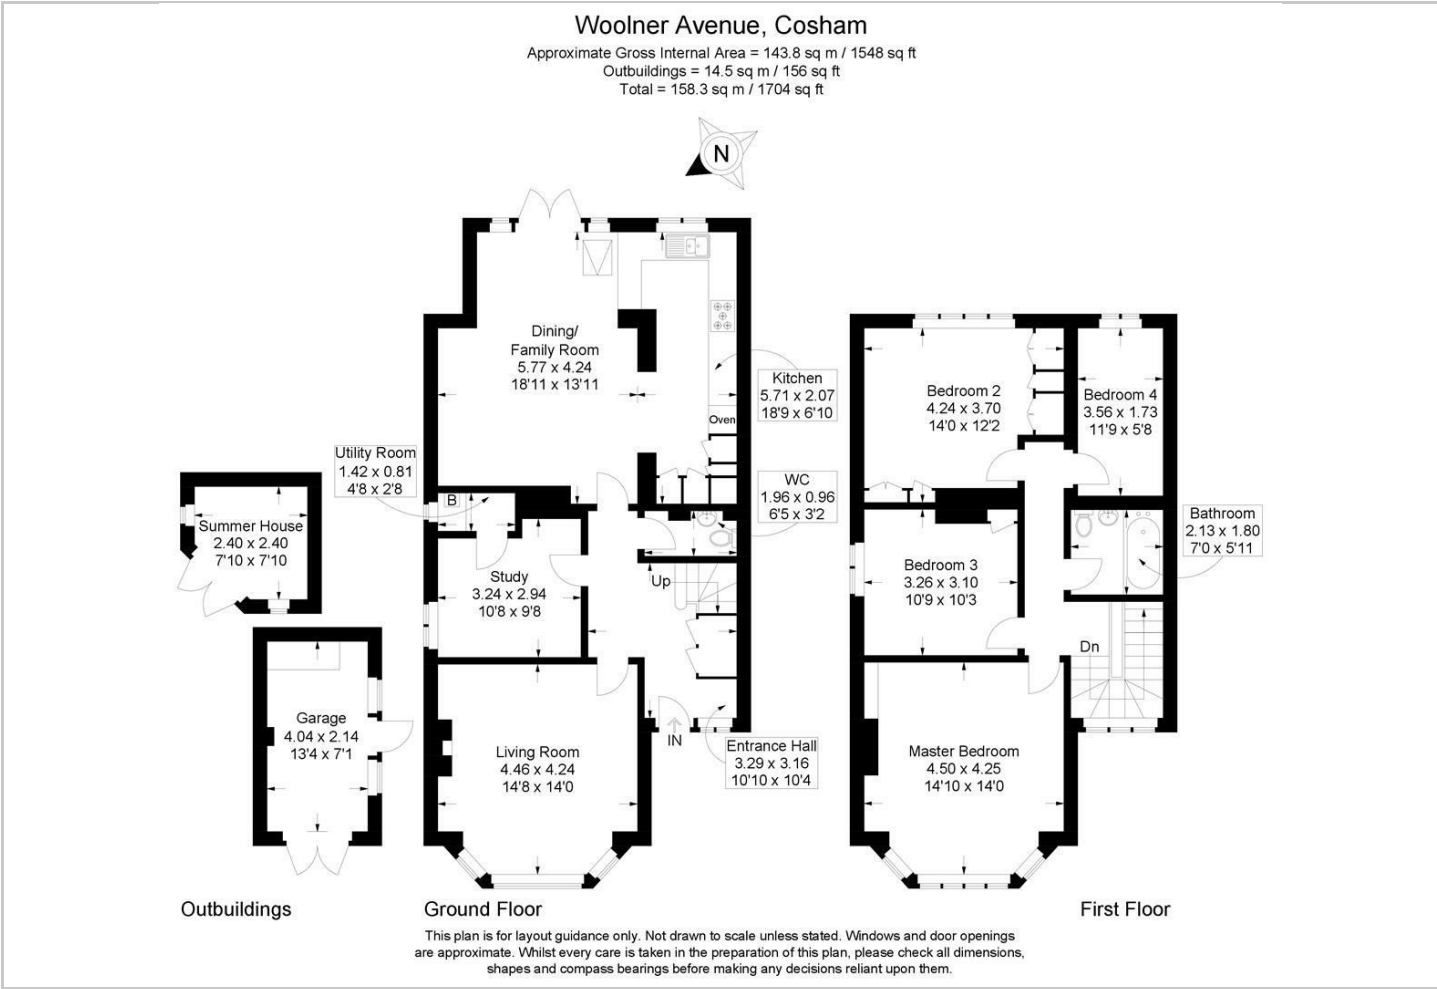 Woolner Avenue, Cosham
Approximate Gross Internal Area = 143.8 sq m / 1548 sq ft
Outbuildings = 14.5 sq m / 156 sq ft
Total = 158.3 sq m / 1704 sq ft
N
Dining/
Family Room
5.77 x 4.24
18'11 x 13'11
Kitchen
5.71 x 2.07
18'9 x 6'10
Oven
Utility Room
1.42 x 0.81
4'8 x 2'8
B
WC
1.96 x 0.96
6'5 x 3'2
Study
3.24 x 2.94
10'8 x 9'8
Up
Living Room
4.46 x 4.24
14'8 x 14'0
IN
Entrance Hall
3.29 x 3.16
10'10 x 10'4
Summer House
2.40 x 2.40
7'10 x 7'10
Garage
4.04 x 2.14
13'4 x 7'1
Bedroom 2
4.24 x 3.70
14'0 x 12'2
Bedroom 4
3.56 x 1.73
11'9 x 5'8
Bathroom
2.13 x 1.80
7'0 x 5'11
Bedroom 3
3.26 x 3.10
10'9 x 10'3
Dn
Master Bedroom
4.50 x 4.25
14'10 x 14'0
Outbuildings
Ground Floor
First Floor
This plan is for layout guidance only. Not drawn to scale unless stated. Windows and door openings
are approximate. Whilst every care is taken in the preparation of this plan, please check all dimensions,
shapes and compass bearings before making any decisions reliant upon them.